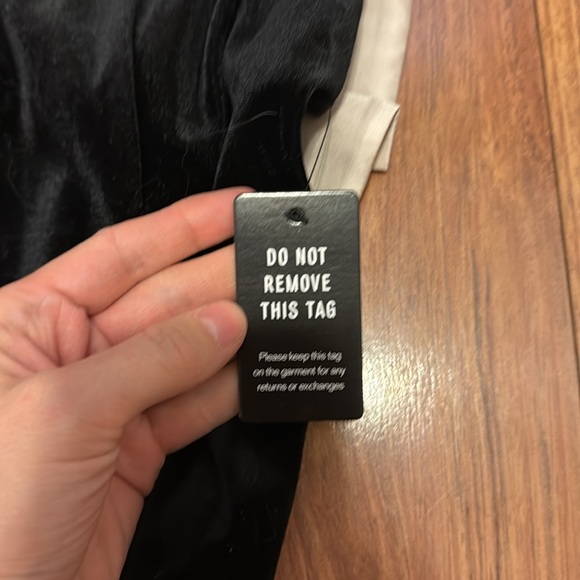 DO NOT
REMOVE
THIS TAG
Please keep this tag
on the garment for any
returns or exchanges